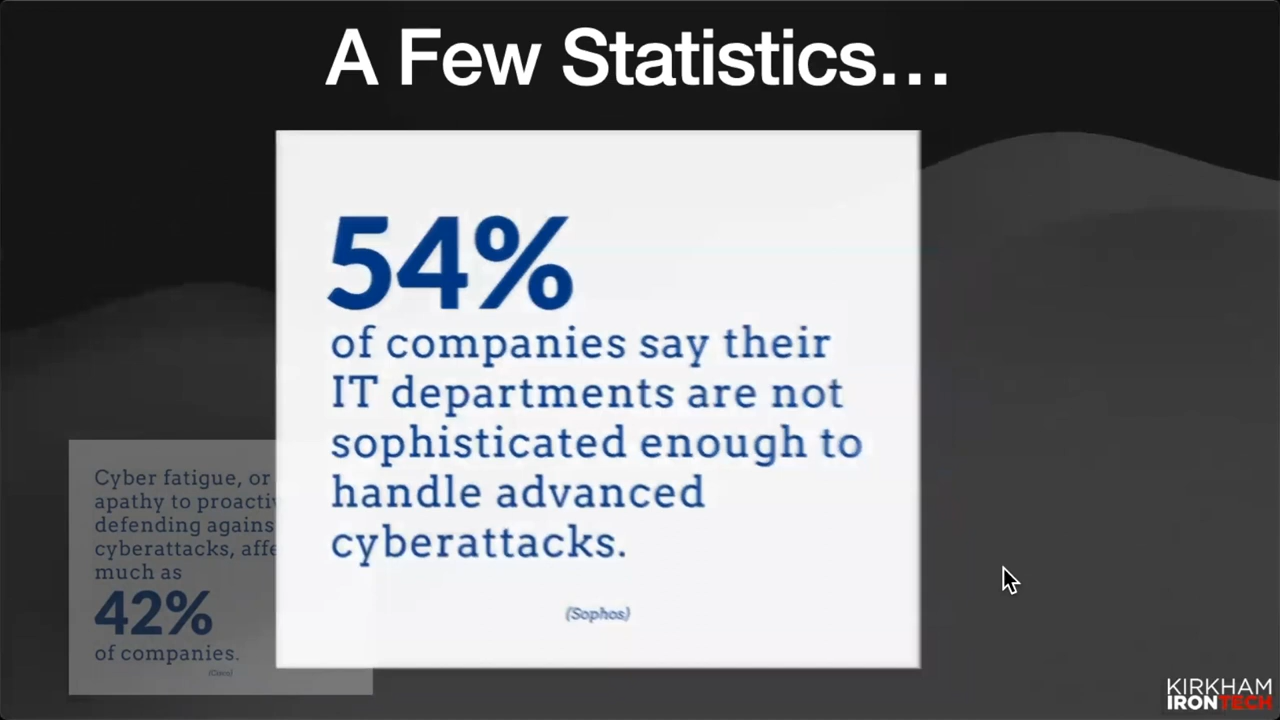 A Few Statistics...
54%
of companies say their
IT departments are not
sophisticated enough to
handle advanced
cyberattacks.
(Sophos)
Cyber fatigue, or
apathy to proacti
defending agains
cyberattacks, affe
much as
42%
of companies.
(Cisco)
KIRKHAM
IRONTECH